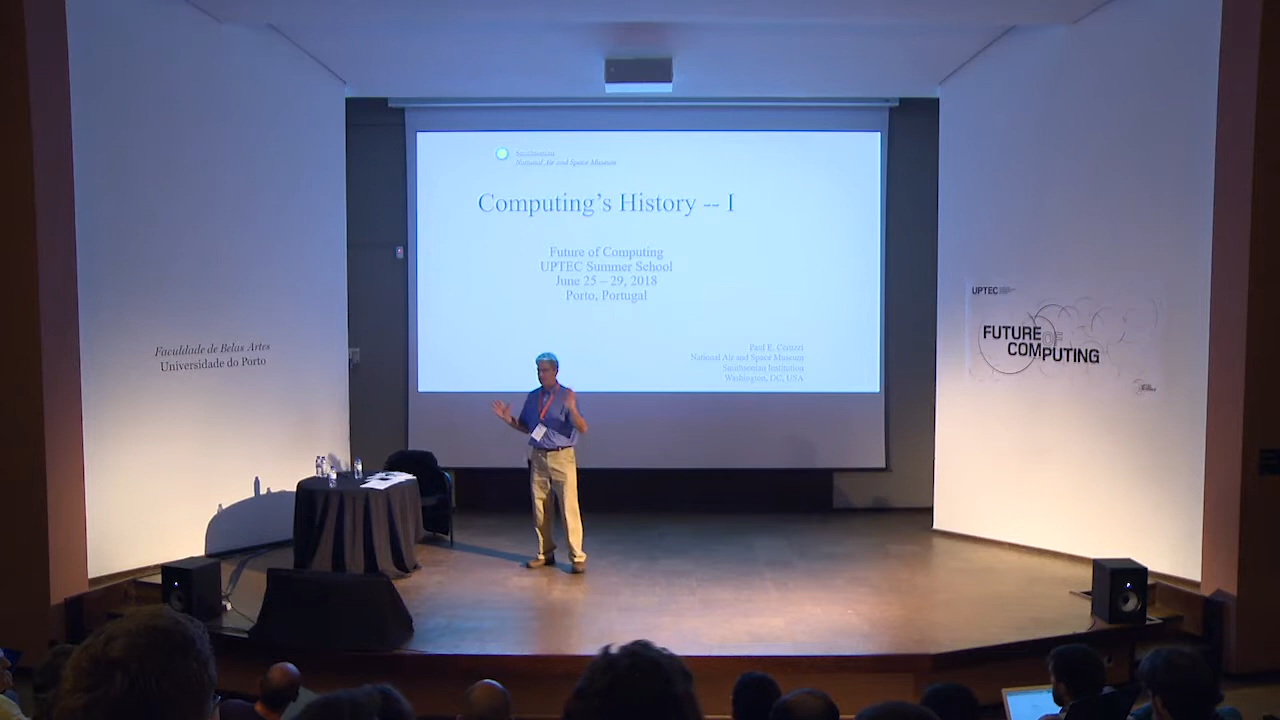 Smithsonian
National Air and Space Museum
Computing's History -- I
Future of Computing
UPTEC Summer School
June 25 – 29, 2018
Porto, Portugal
Paul E. Ceruzzi
National Air and Space Museum
Smithsonian Institution
Washington, DC, USA
Faculdade de Belas Artes
Universidade do Porto
UPTEC
FUTURE OF
COMPUTING